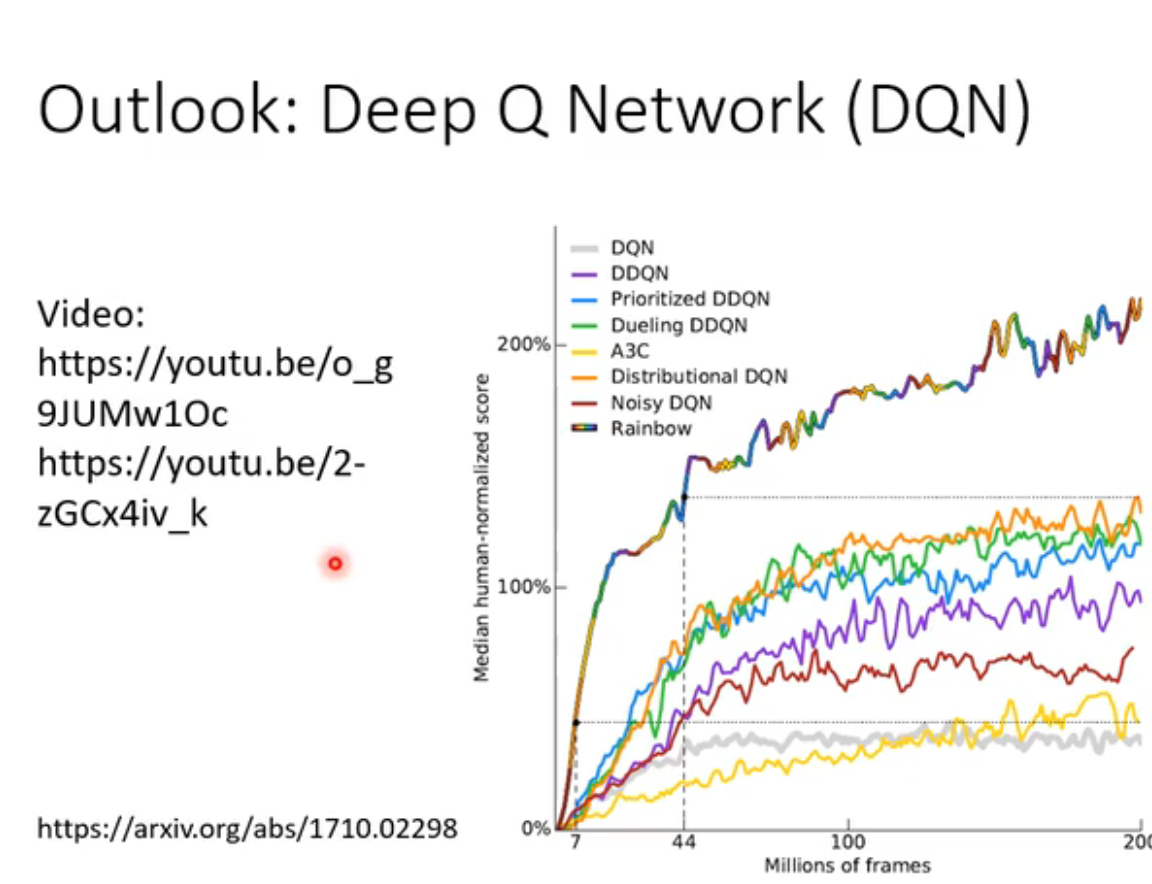 Outlook: Deep Q Network (DQN)
Video:
https://youtu.be/o_g
9JUMw1Oc
https://youtu.be/2-
zGCx4iv_k
https://arxiv.org/abs/1710.02298
DQN
DDQN
Prioritized DDQN
Dueling DDQN
A3C
Distributional DQN
Noisy DQN
Rainbow
Median human-normalized score
200%
100%
0%
7 44 100 200
Millions of frames